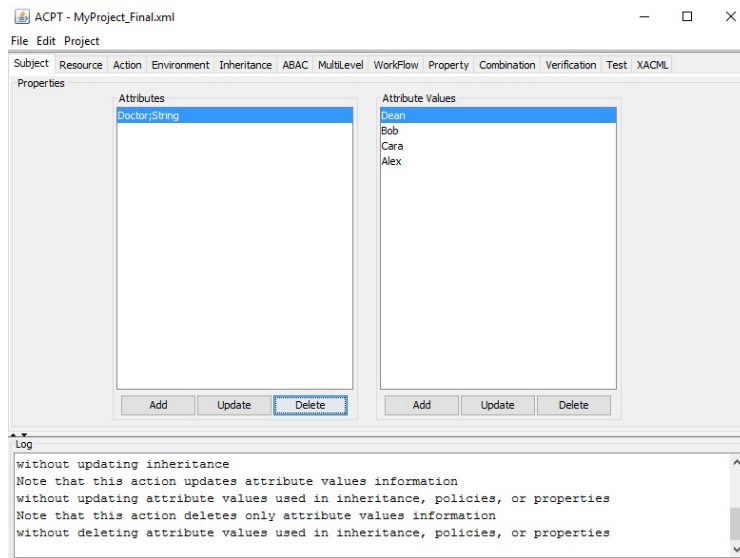 ACPT - MyProject_Final.xml
File Edit Project
Subject Resource Action Environment Inheritance ABAC MultiLevel WorkFlow Property Combination Verification Test XACML
Properties
Attributes
Doctor;String
Add Update Delete
Attribute Values
Dean
Bob
Cara
Alex
Add Update Delete
Log
without updating inheritance
Note that this action updates attribute values information
without updating attribute values used in inheritance, policies, or properties
Note that this action deletes only attribute values information
without deleting attribute values used in inheritance, policies, or properties